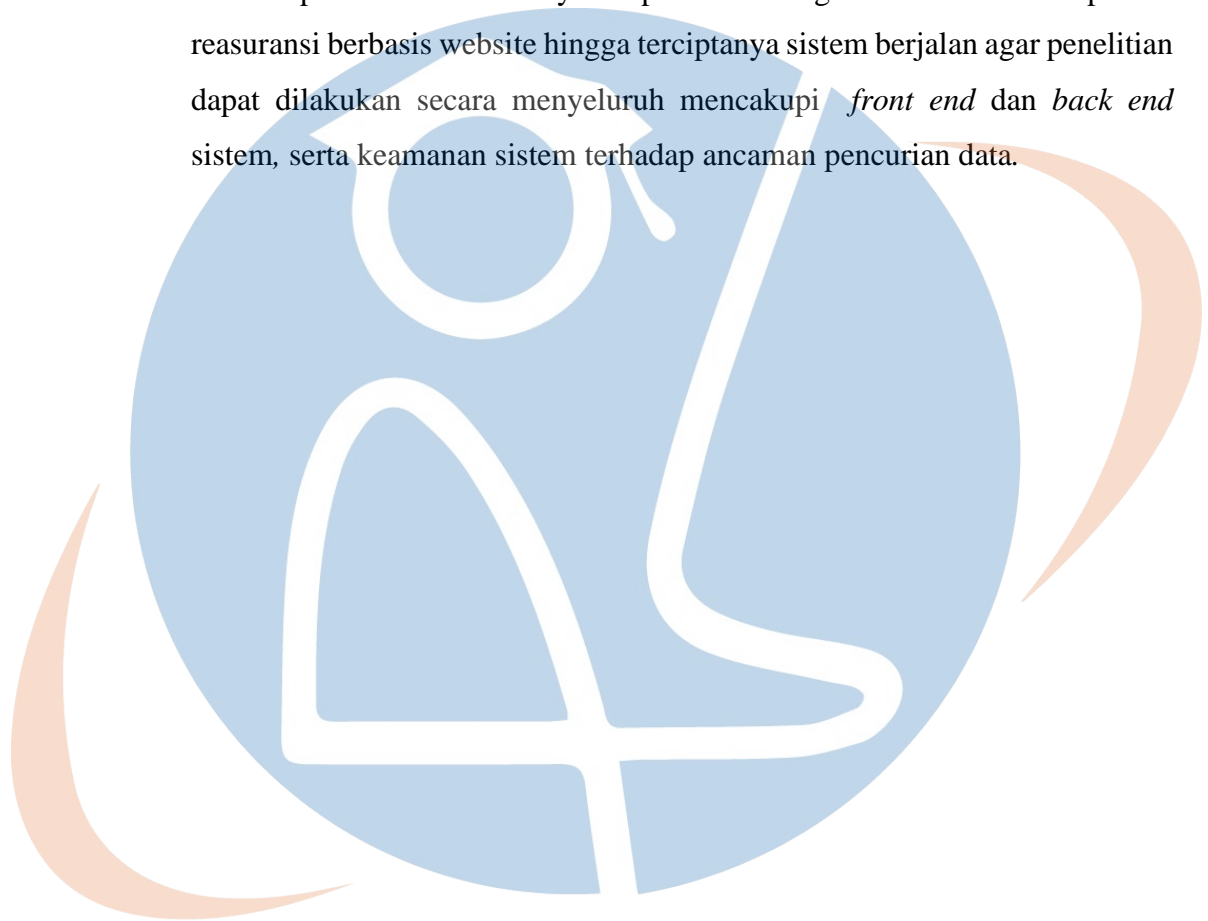 reasuransi berbasis website hingga terciptanya sistem berjalan agar penelitian
dapat dilakukan secara menyeluruh mencakupi front end dan back end
sistem, serta keamanan sistem terhadap ancaman pencurian data.